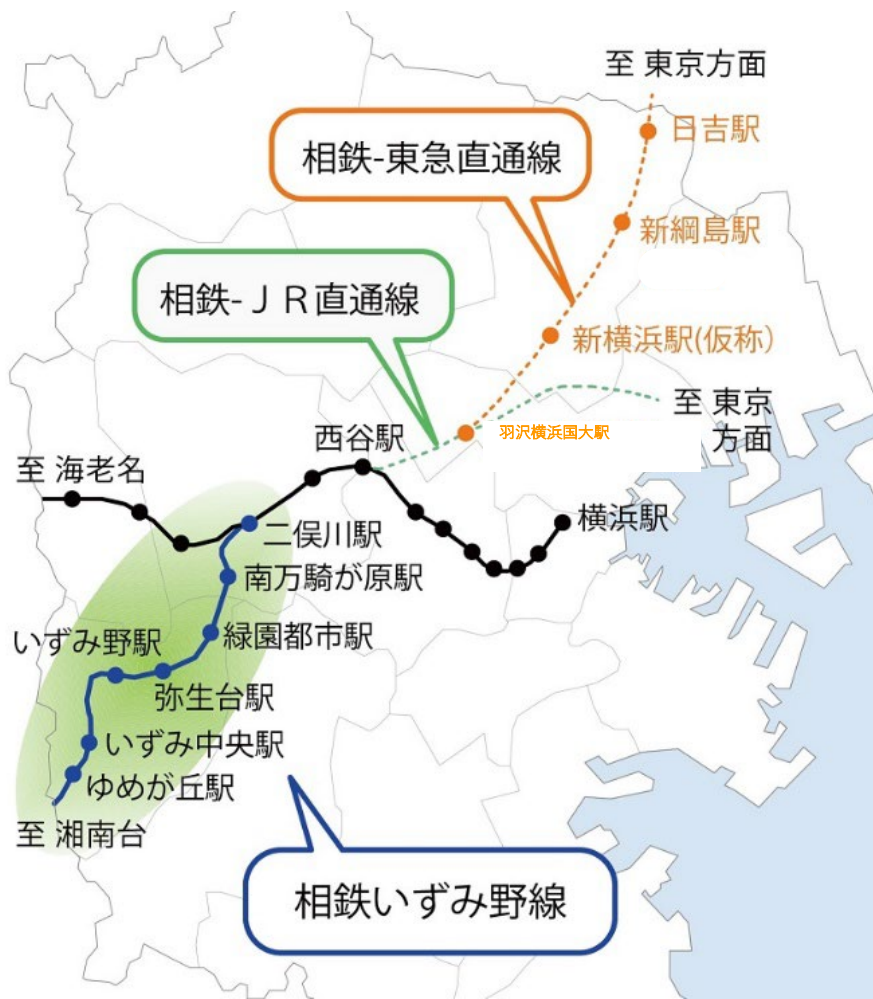 至 東京方面
日吉駅
相鉄-東急直通線
新綱島駅
相鉄-ＪＲ直通線
新横浜駅(仮称）
至 東京
方面
羽沢横浜国大駅
西谷駅
至 海老名
横浜駅
二俣川駅
南万騎が原駅
緑園都市駅
いずみ野駅
弥生台駅
いずみ中央駅
ゆめが丘駅
至 湘南台
相鉄いずみ野線